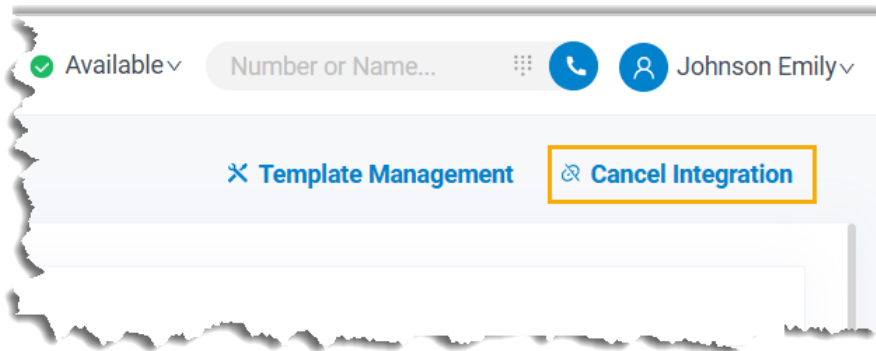 Available Number or Name... Johnson Emily
Template Management Cancel Integration